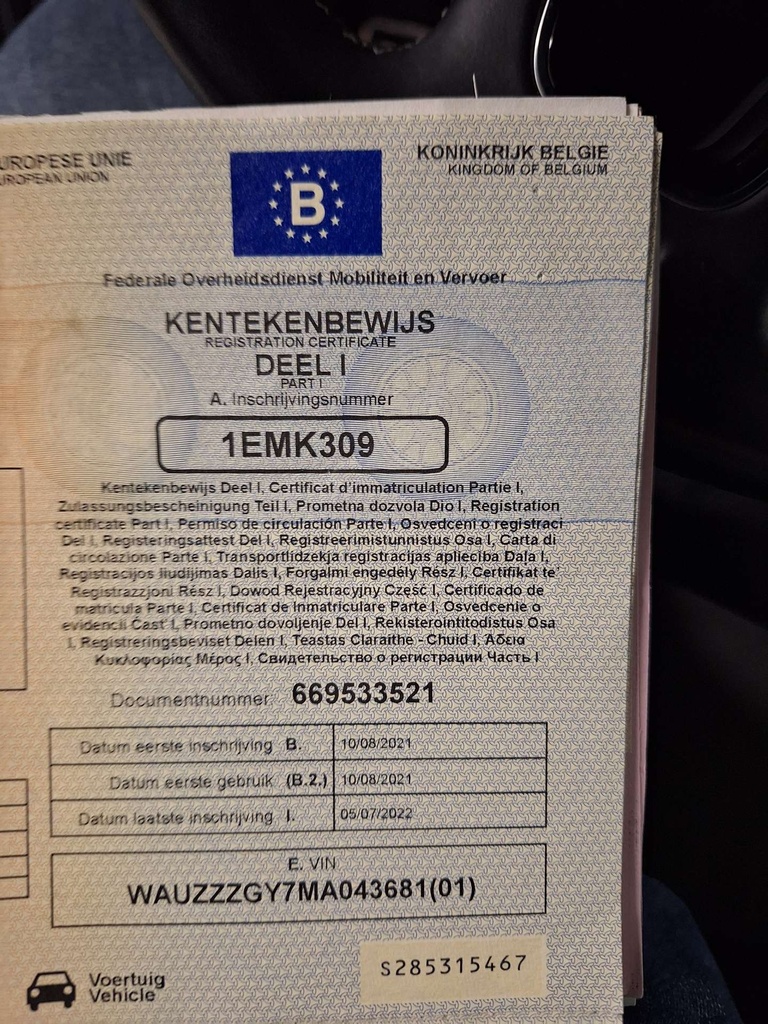 UROPESE UNIE
UROPEAN UNION
B
KONINKRIJK BELGIE
KINGDOM OF BELGIUM
Federale Overheidsdienst Mobiliteit en Vervoer
KENTEKENBEWIJS
REGISTRATION CERTIFICATE
DEEL I
PART I
A. Inschrijvingsnummer
1EMK309
Kentekenbewijs Deel I, Certificat d'immatriculation Partie I,
Zulassungsbescheinigung Teil I, Prometna dozvola Dio I, Registration
certificate Part I, Permiso de circulación Parte I, Osvedceni o registraci
Del I, Registeringsattest Del I, Registreerimistunnistus Osa I, Carta di
circolazione Parte I, Transportlidzekja registracijas aplieciba Dala I,
Registracijos liudijimas Dalis I, Forgalmi engedély Rész I, Certifikat te'
Registrazzjoni Rész I, Dowod Rejestracyjny Część I, Certificado de
matricula Parte I, Certificat de Inmatriculare Parte I, Osvedcenie o
evidencii Cast' I, Prometno dovoljenje Del I, Rekisterointitodistus Osa
I, Registreringsbeviset Delen I, Teastas Claraithe - Chuid I, Άδεια
Κυκλοφορίας Μέρος I, Свидетельство о регистрации Часть I
Documentnummer 669533521
Datum eerste inschrijving B. 10/08/2021
Datum eerste gebruik (B.2.) 10/08/2021
Datum laatste inschrijving I. 05/07/2022
E. VIN
WAUZZZGY7MA043681(01)
Voertuig
Vehicle
S285315467